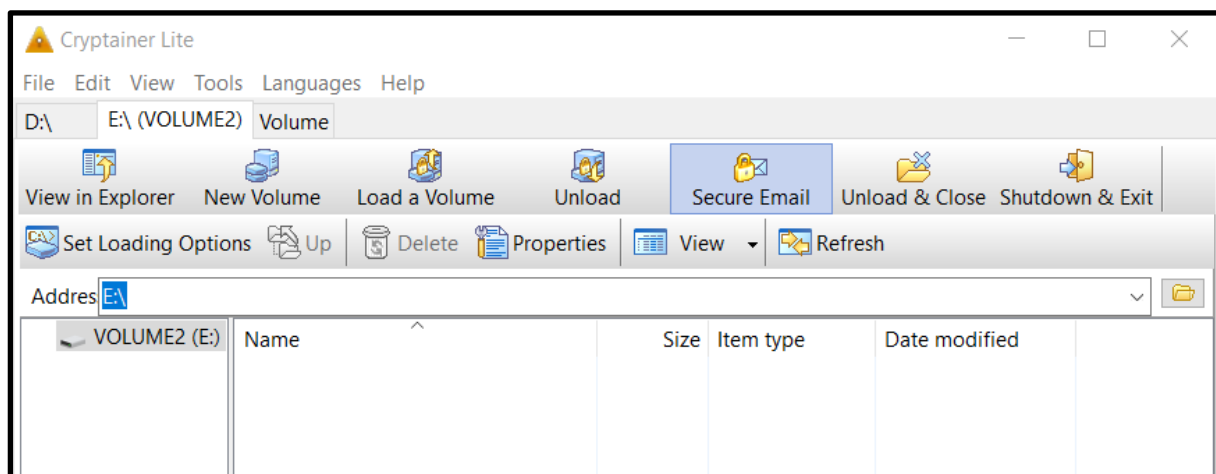 Cryptainer Lite
File Edit View Tools Languages Help
D:\ E:\ (VOLUME2) Volume
View in Explorer New Volume Load a Volume Unload Secure Email Unload & Close Shutdown & Exit
Set Loading Options Up Delete Properties View Refresh
Addres E:\
VOLUME2 (E:) Name Size Item type Date modified